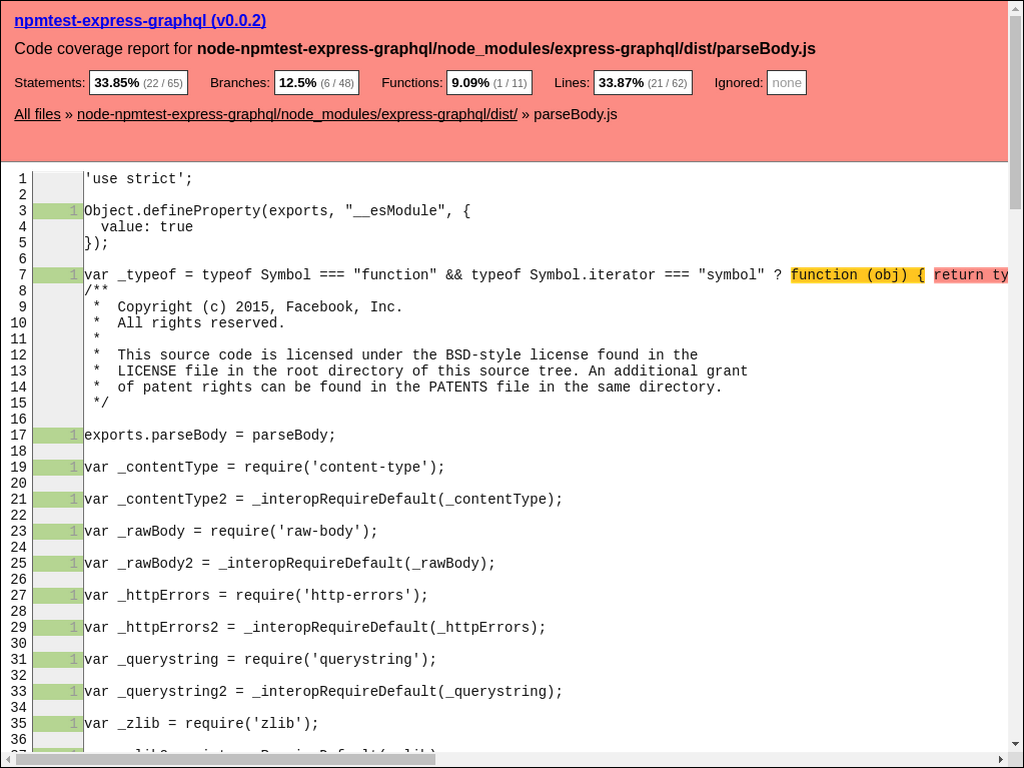 npmtest-express-graphql (v0.0.2)
Code coverage report for node-npmtest-express-graphql/node_modules/express-graphql/dist/parseBody.js
Statements: 33.85% (22 / 65) Branches: 12.5% (6 / 48) Functions: 9.09% (1 / 11) Lines: 33.87% (21 / 62) Ignored: none
All files » node-npmtest-express-graphql/node_modules/express-graphql/dist/ » parseBody.js
1 'use strict';
2
3 1 Object.defineProperty(exports, "__esModule", {
4   value: true
5 });
6
7 1 var _typeof = typeof Symbol === "function" && typeof Symbol.iterator === "symbol" ? function (obj) { return ty
8 /**
9  *  Copyright (c) 2015, Facebook, Inc.
10  *  All rights reserved.
11  *
12  *  This source code is licensed under the BSD-style license found in the
13  *  LICENSE file in the root directory of this source tree. An additional grant
14  *  of patent rights can be found in the PATENTS file in the same directory.
15  */
16
17 1 exports.parseBody = parseBody;
18
19 1 var _contentType = require('content-type');
20
21 1 var _contentType2 = _interopRequireDefault(_contentType);
22
23 1 var _rawBody = require('raw-body');
24
25 1 var _rawBody2 = _interopRequireDefault(_rawBody);
26
27 1 var _httpErrors = require('http-errors');
28
29 1 var _httpErrors2 = _interopRequireDefault(_httpErrors);
30
31 1 var _querystring = require('querystring');
32
33 1 var _querystring2 = _interopRequireDefault(_querystring);
34
35 1 var _zlib = require('zlib');
36